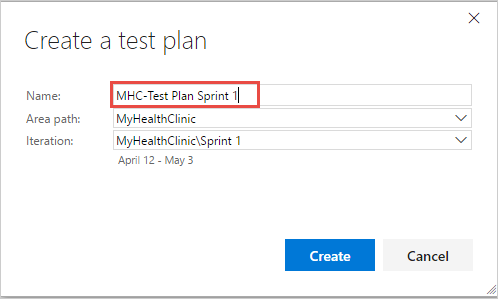 Create a test plan
Name: MHC-Test Plan Sprint 1
Area path: MyHealthClinic
Iteration: MyHealthClinic\Sprint 1
April 12 - May 3
Create Cancel